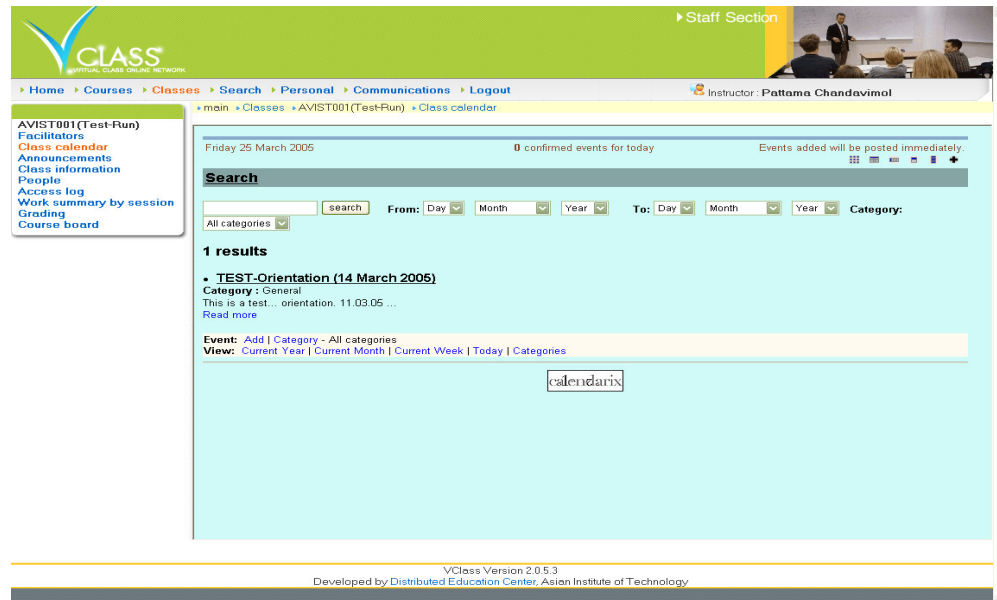 Staff Section
VCLASS
VIRTUAL CLASS ONLINE NETWORK
Home Courses Classes Search Personal Communications Logout
Instructor : Pattama Chandavimol
main Classes AVIST001(Test-Run) Class calendar
AVIST001(Test-Run)
Facilitators
Class calendar
Announcements
Class information
People
Access log
Work summary by session
Grading
Course board
Friday 25 March 2005 0 confirmed events for today Events added will be posted immediately.
Search
search From: Day Month Year To: Day Month Year Category:
All categories
1 results
• TEST-Orientation (14 March 2005)
Category : General
This is a test... orientation. 11.03.05 ...
Read more
Event: Add | Category - All categories
View: Current Year | Current Month | Current Week | Today | Categories
calendarix
VClass Version 2.0.5.3
Developed by Distributed Education Center, Asian Institute of Technology